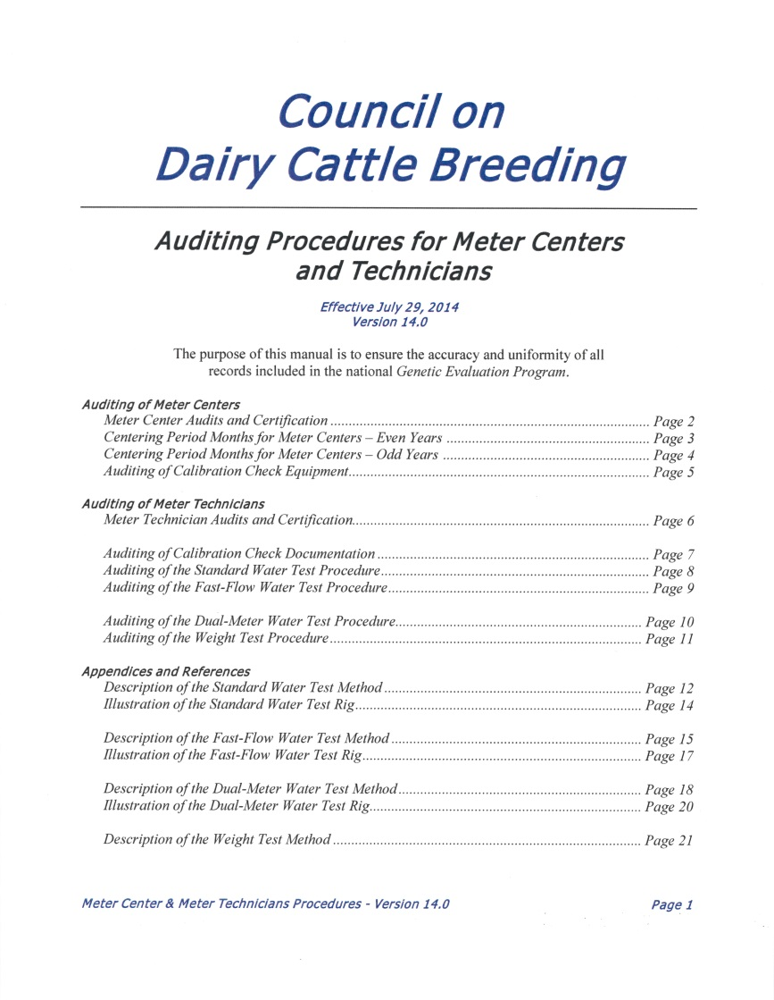 Council on
Dairy Cattle Breeding
Auditing Procedures for Meter Centers
and Technicians
Effective July 29, 2014
Version 14.0
The purpose of this manual is to ensure the accuracy and uniformity of all
records included in the national Genetic Evaluation Program.
Auditing of Meter Centers
Meter Center Audits and Certification ........................................................................................ Page 2
Centering Period Months for Meter Centers – Even Years ........................................................ Page 3
Centering Period Months for Meter Centers – Odd Years ......................................................... Page 4
Auditing of Calibration Check Equipment................................................................................... Page 5
Auditing of Meter Technicians
Meter Technician Audits and Certification.................................................................................. Page 6
Auditing of Calibration Check Documentation ........................................................................... Page 7
Auditing of the Standard Water Test Procedure.......................................................................... Page 8
Auditing of the Fast-Flow Water Test Procedure........................................................................ Page 9
Auditing of the Dual-Meter Water Test Procedure.................................................................... Page 10
Auditing of the Weight Test Procedure...................................................................................... Page 11
Appendices and References
Description of the Standard Water Test Method ....................................................................... Page 12
Illustration of the Standard Water Test Rig............................................................................... Page 14
Description of the Fast-Flow Water Test Method ..................................................................... Page 15
Illustration of the Fast-Flow Water Test Rig............................................................................. Page 17
Description of the Dual-Meter Water Test Method................................................................... Page 18
Illustration of the Dual-Meter Water Test Rig........................................................................... Page 20
Description of the Weight Test Method ..................................................................................... Page 21
Meter Center & Meter Technicians Procedures - Version 14.0
Page 1